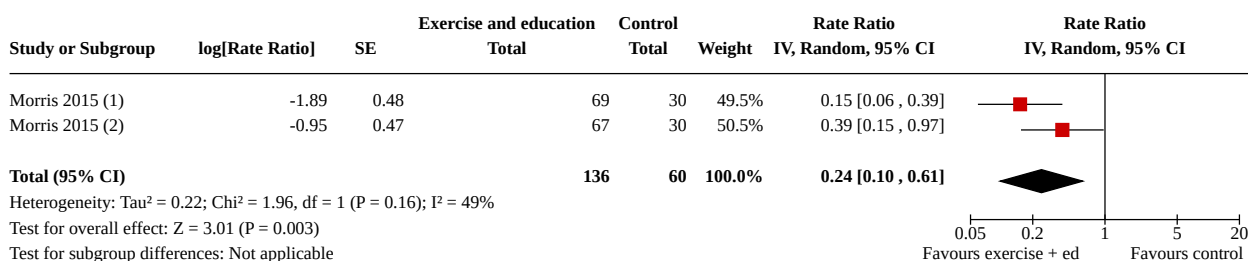 Exercise and education Control Rate Ratio Rate Ratio
Study or Subgroup log[Rate Ratio] SE Total Total Weight IV, Random, 95% CI IV, Random, 95% CI
Morris 2015 (1) -1.89 0.48 69 30 49.5% 0.15 [0.06 , 0.39]
Morris 2015 (2) -0.95 0.47 67 30 50.5% 0.39 [0.15 , 0.97]
Total (95% CI) 136 60 100.0% 0.24 [0.10 , 0.61]
Heterogeneity: Tau² = 0.22; Chi² = 1.96, df = 1 (P = 0.16); I² = 49%
Test for overall effect: Z = 3.01 (P = 0.003) 0.05 0.2 1 5 20
Test for subgroup differences: Not applicable Favours exercise + ed Favours control